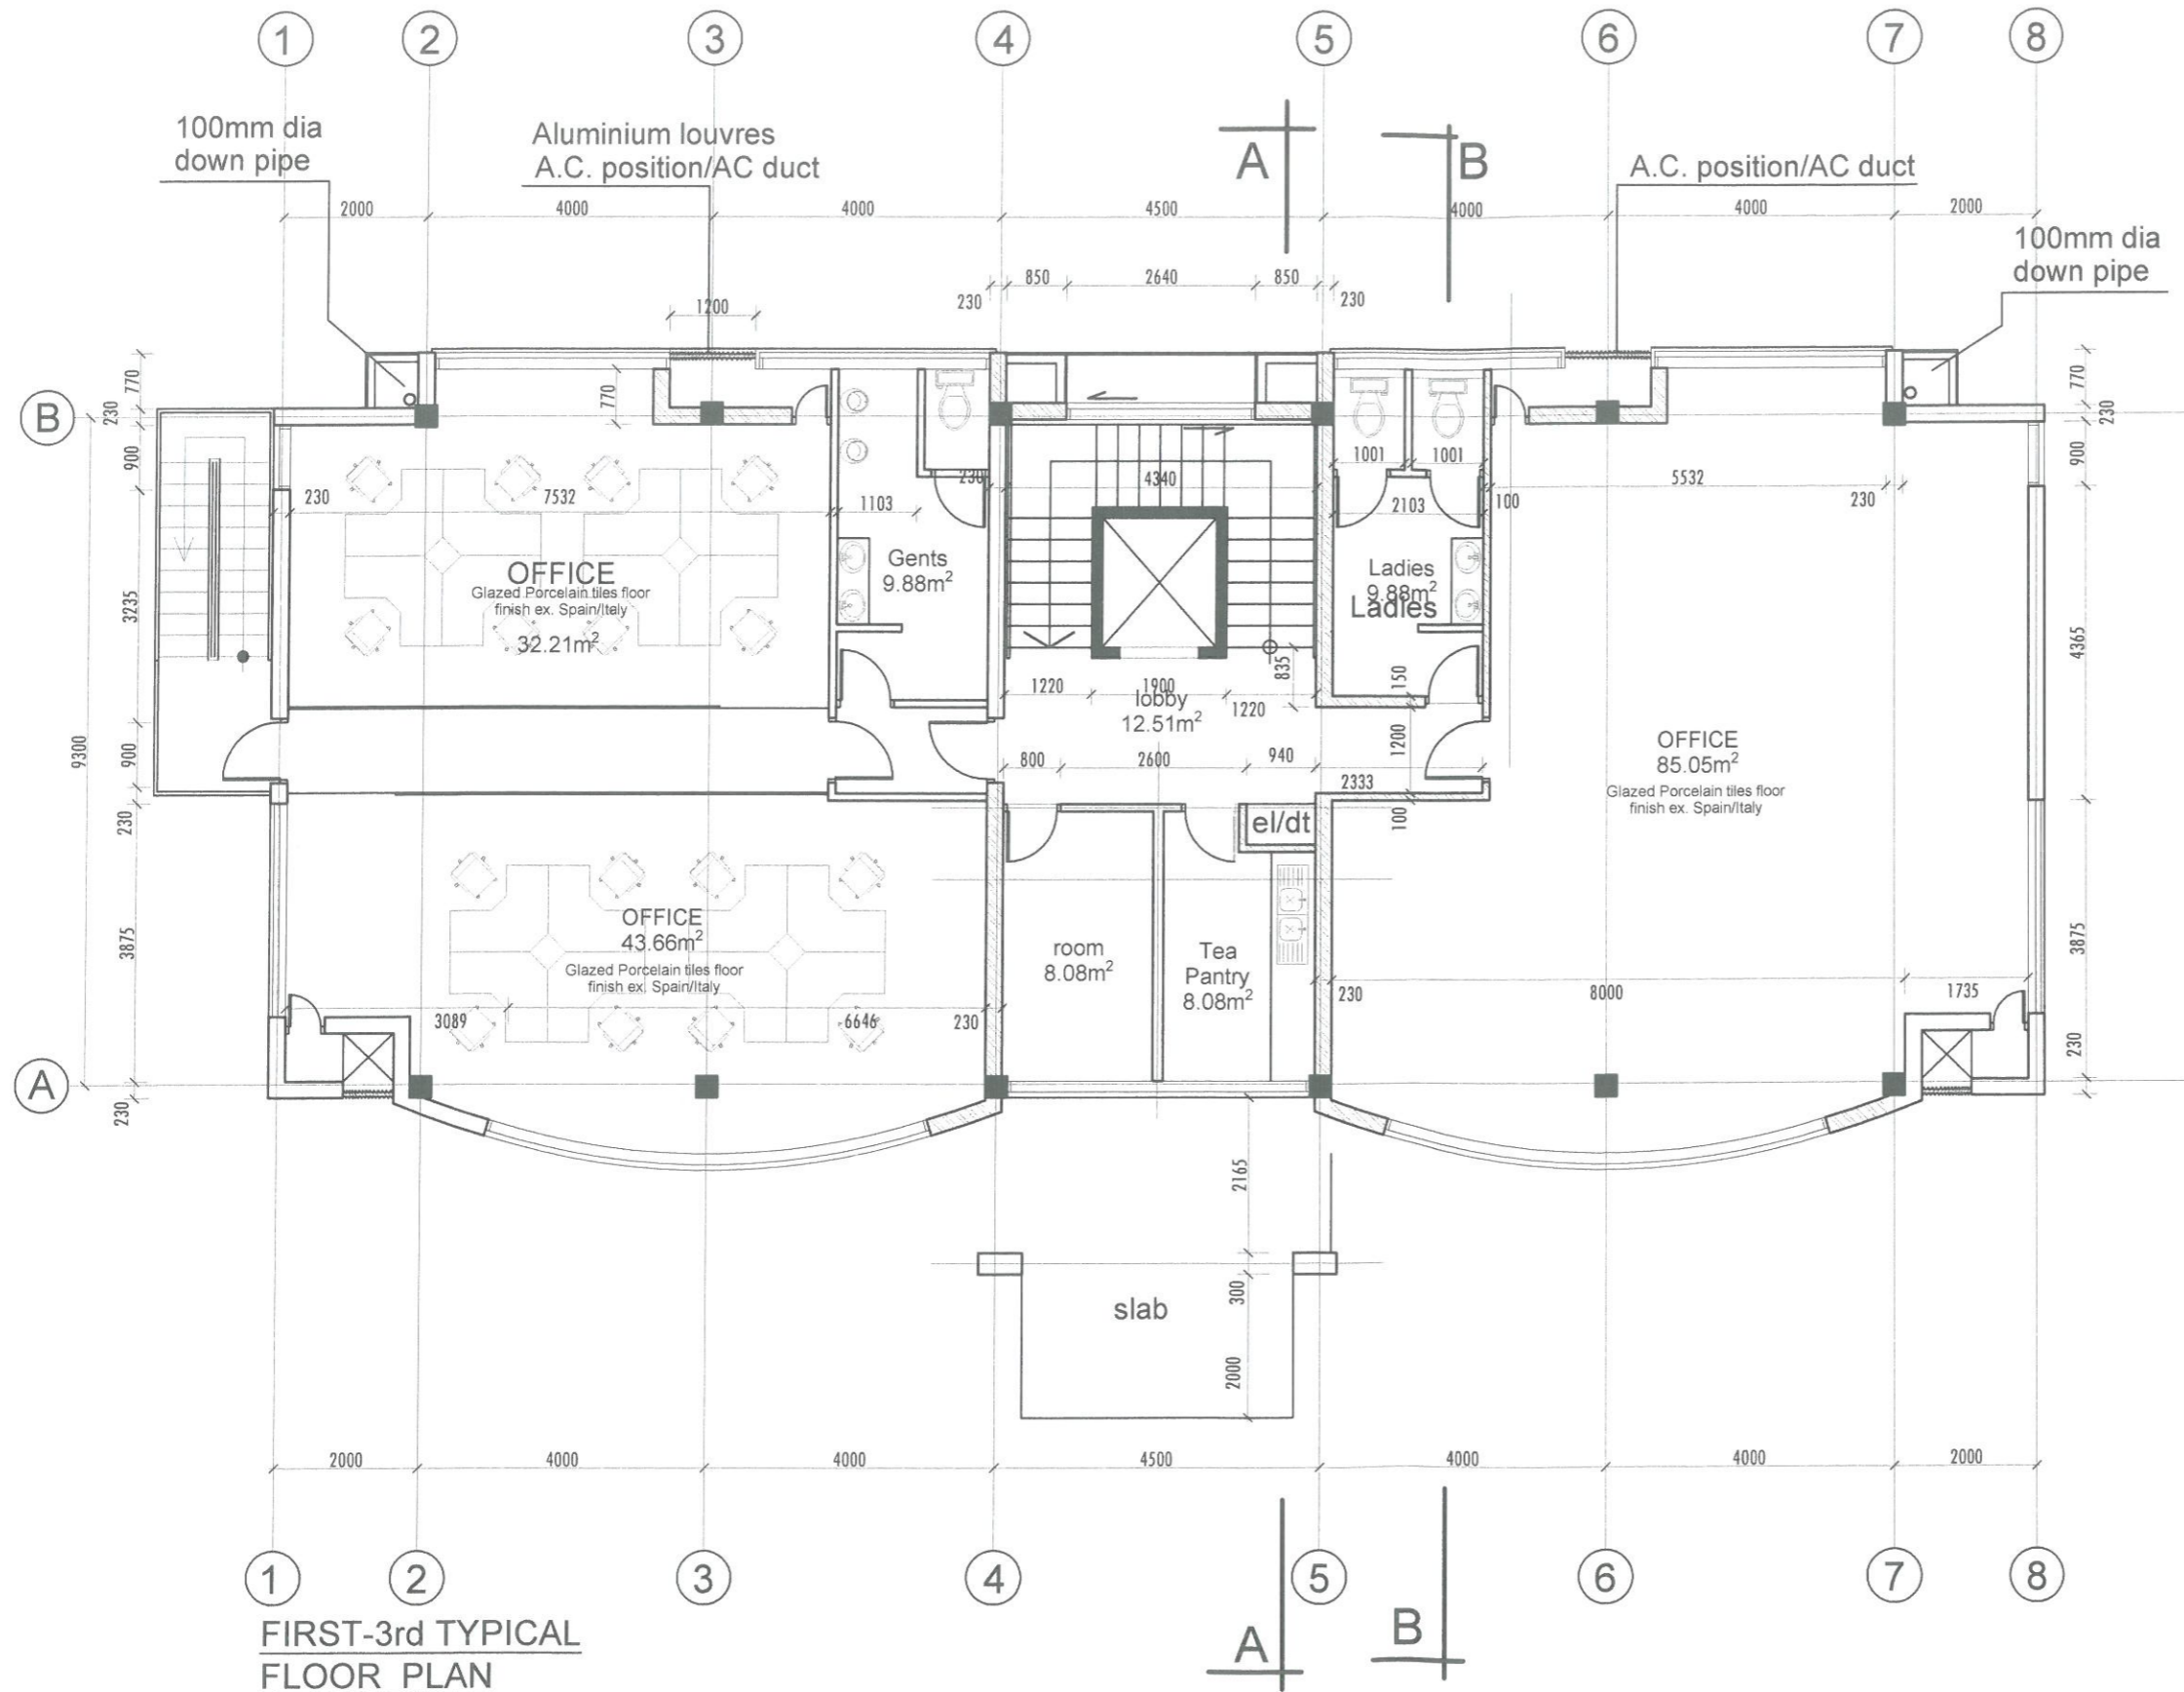 1 2 3 4 5 6 7 8
100mm dia
down pipe
Aluminium louvres
A.C. position/AC duct
A
B
A.C. position/AC duct
100mm dia
down pipe
2000 4000 4000 4500 4000 4000 2000
850 2640 850
230 230
1200
770
230
770
770
230
B
900
900
230 7532 1103 230 4340 1001 1001 5532
2103 100 230
OFFICE
Glazed Porcelain tiles floor
finish ex. Spain/Italy
32.21m²
Gents
9.88m²
Ladies
9.88m²
Ladies
3235
4365
835
150
1220 1900 1220
lobby
12.51m²
9300
900
800 2600 940
1200
2333
OFFICE
85.05m²
Glazed Porcelain tiles floor
finish ex. Spain/Italy
230
100
el/dt
OFFICE
43.66m²
Glazed Porcelain tiles floor
finish ex. Spain/Italy
3875
3875
room
8.08m²
Tea
Pantry
8.08m²
3089 6646 230
230 8000 1735
230
A
230
2165
300
slab
2000
2000 4000 4000 4500 4000 4000 2000
1 2 3 4 5 6 7 8
A
B
FIRST-3rd TYPICAL
FLOOR PLAN